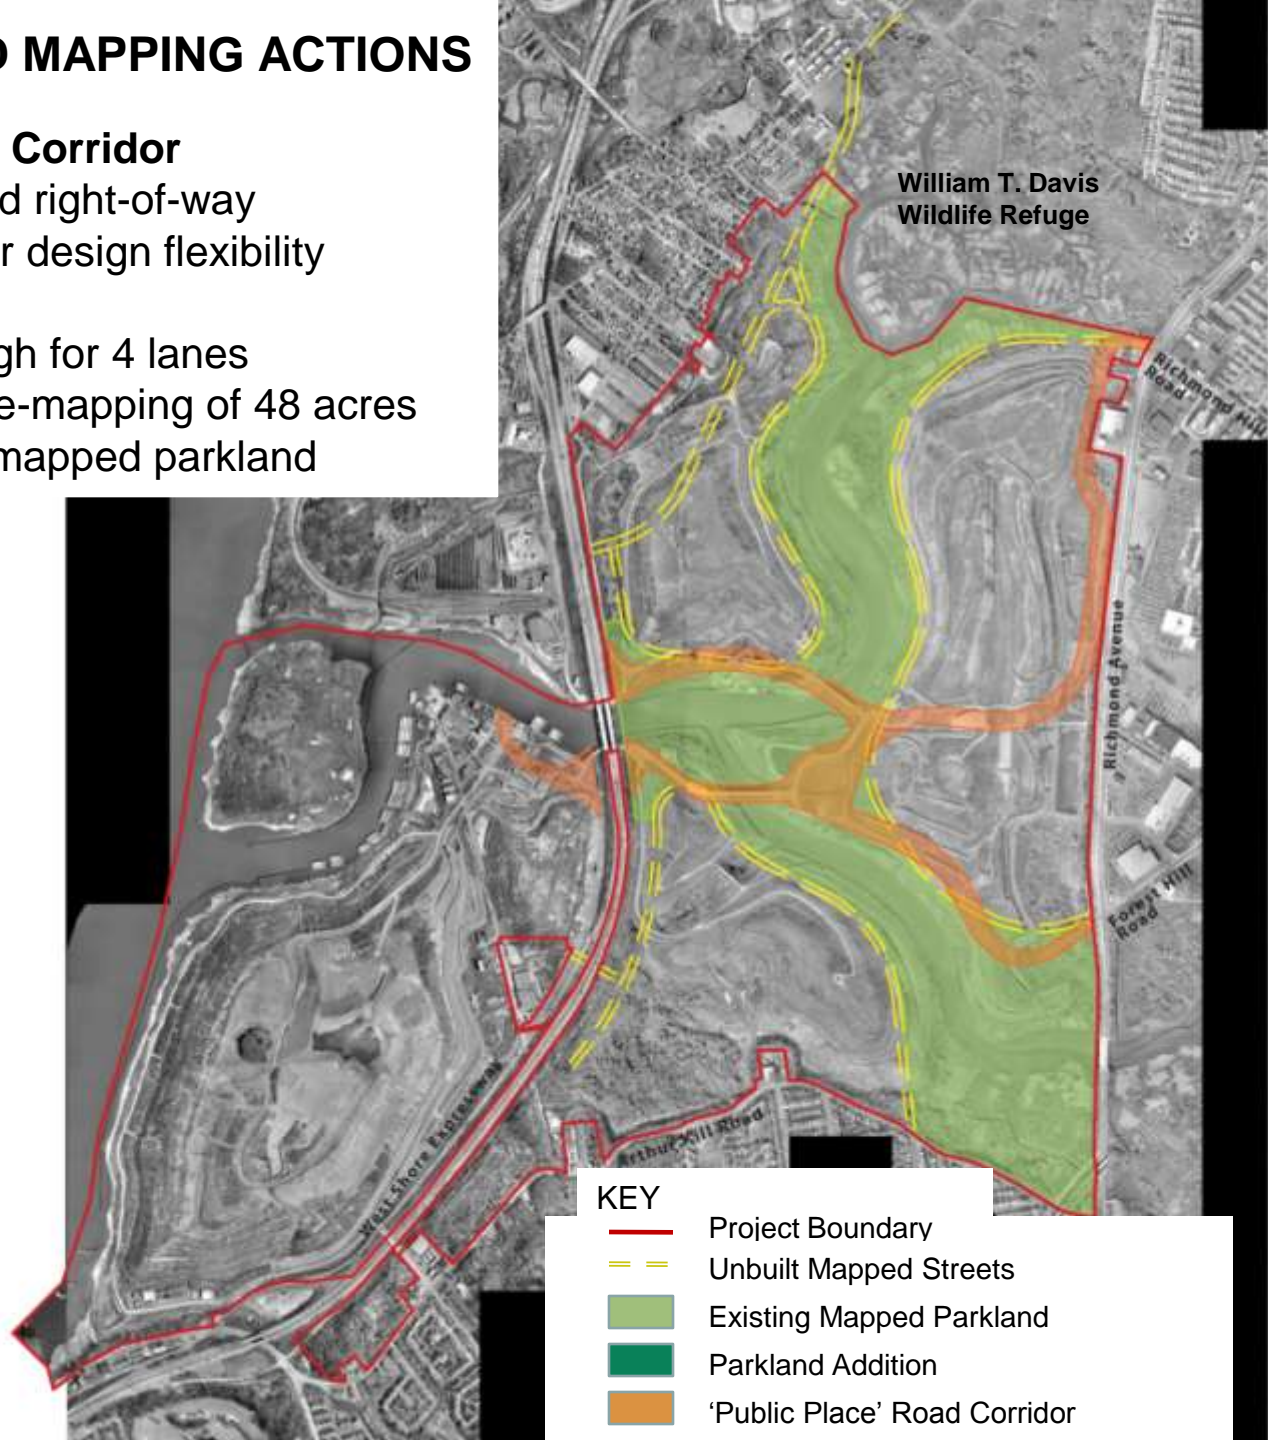 MAPPING ACTIONS
Corridor
right-of-way
design flexibility
for 4 lanes
of 48 acres
mapped parkland
William T. Davis
Wildlife Refuge
Richmond Hill
Road
Richmond Avenue
Forest Hill
Road
West Shore Expressway
Arthur Kill Road
KEY
Project Boundary
Unbuilt Mapped Streets
Existing Mapped Parkland
Parkland Addition
‘Public Place’ Road Corridor